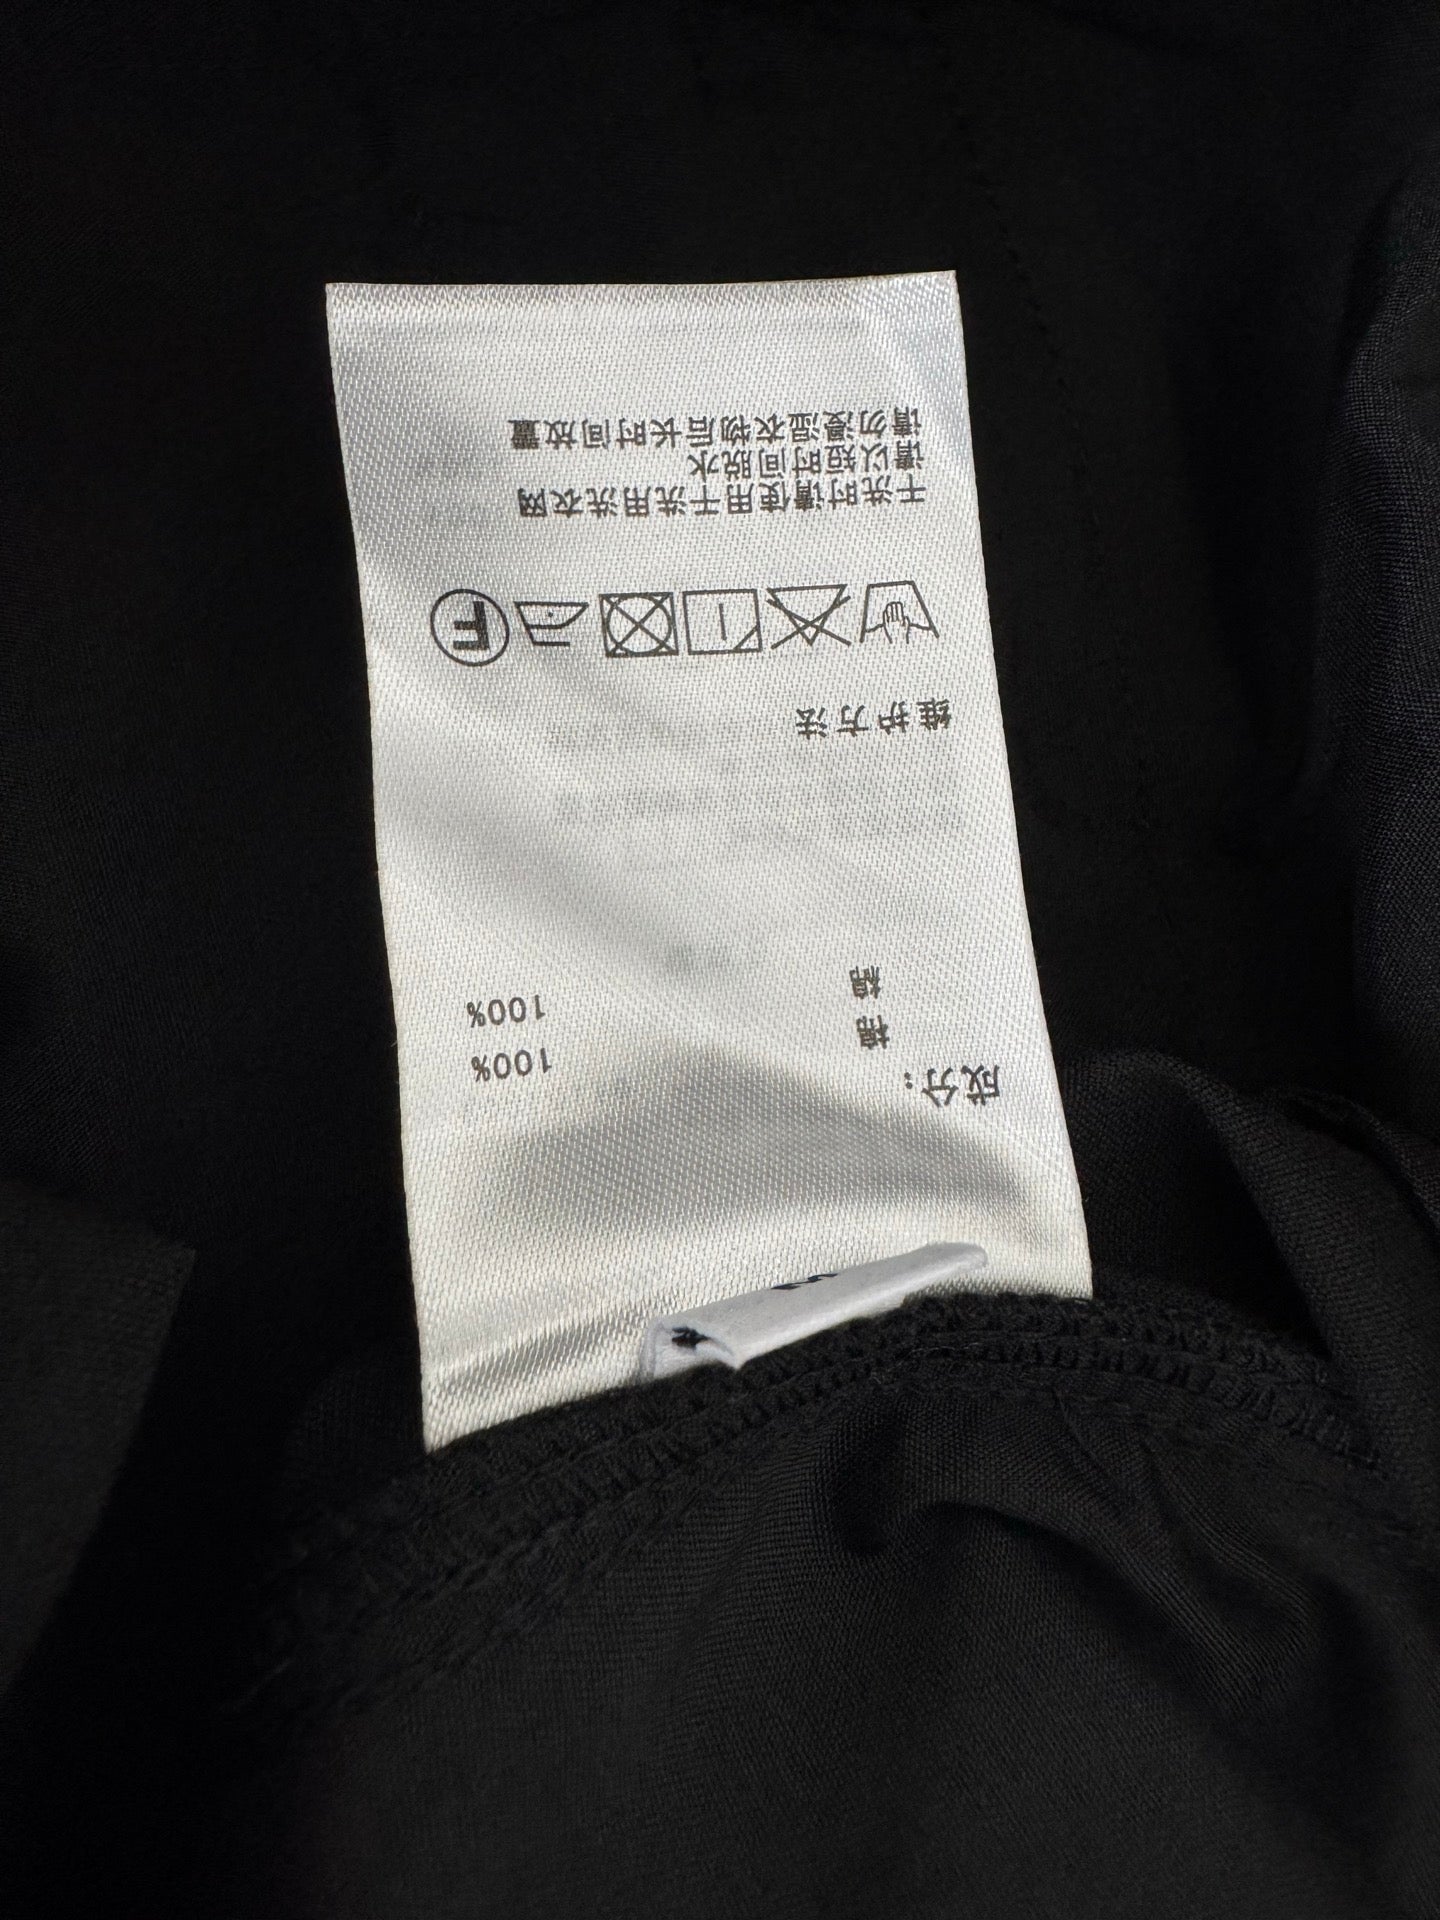 成分：
棉 100%
綿 100%
维护方法
F
干洗时请使用干洗用洗衣网
请以短时间脱水
请勿浸湿衣物后长时间放置
M